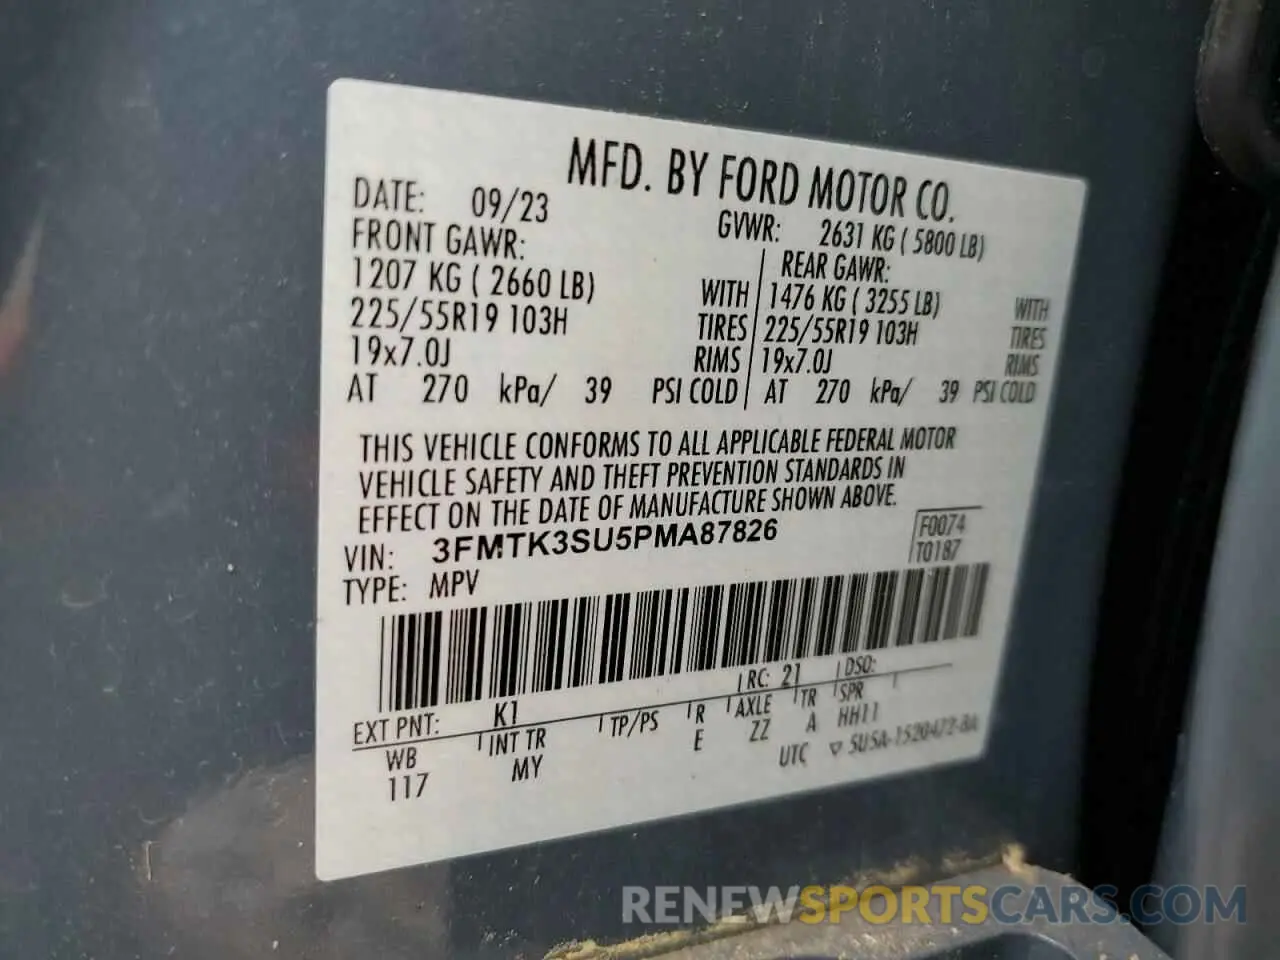 MFD. BY FORD MOTOR CO.
DATE: 09/23 GVWR: 2631 KG ( 5800 LB)
FRONT GAWR: REAR GAWR:
1207 KG ( 2660 LB) WITH 1476 KG ( 3255 LB) WITH
225/55R19 103H TIRES 225/55R19 103H TIRES
19x7.0J RIMS 19x7.0J RIMS
AT 270 kPa/ 39 PSI COLD AT 270 kPa/ 39 PSI COLD
THIS VEHICLE CONFORMS TO ALL APPLICABLE FEDERAL MOTOR
VEHICLE SAFETY AND THEFT PREVENTION STANDARDS IN
EFFECT ON THE DATE OF MANUFACTURE SHOWN ABOVE.
VIN: 3FMTK3SU5PMA87826 F0074
TYPE: MPV T0187
EXT PNT: K1 RC: 21 DSO:
WB INT TR TP/PS R AXLE TR SPR
117 MY E ZZ A HH11
UTC ▽ 5U5A-1520472-BA
RENEWSPORTSCARS.COM